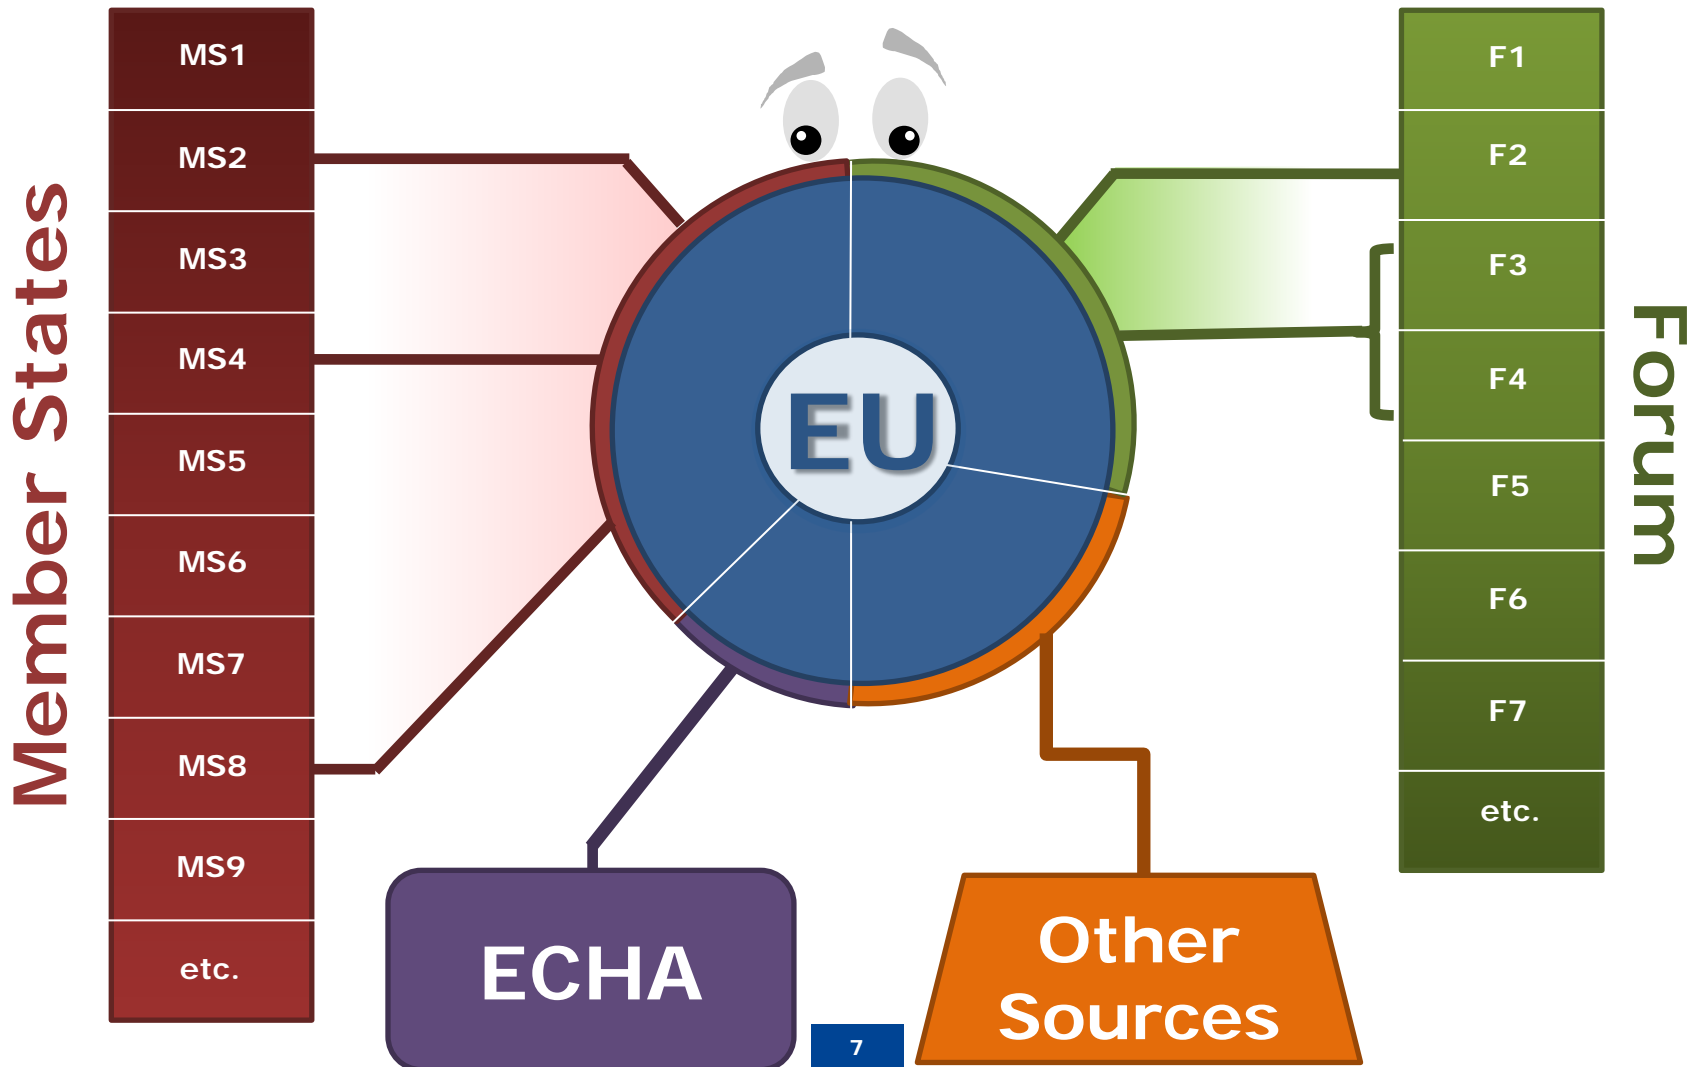 Member States
MS1
MS2
MS3
MS4
MS5
MS6
MS7
MS8
MS9
etc.
EU
F1
F2
F3
F4
F5
F6
F7
etc.
Forum
ECHA
Other
Sources
7